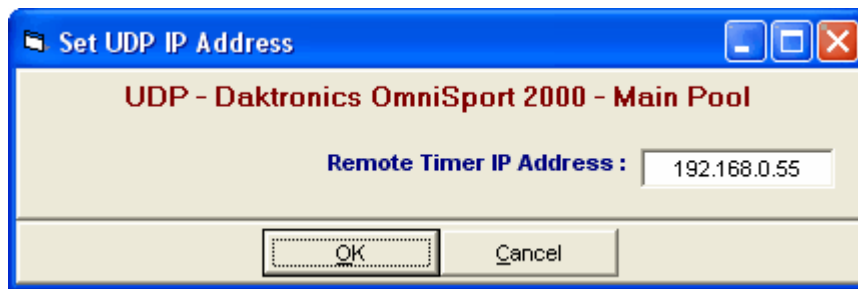 Set UDP IP Address
UDP - Daktronics OmniSport 2000 - Main Pool
Remote Timer IP Address : 192.168.0.55
OK Cancel